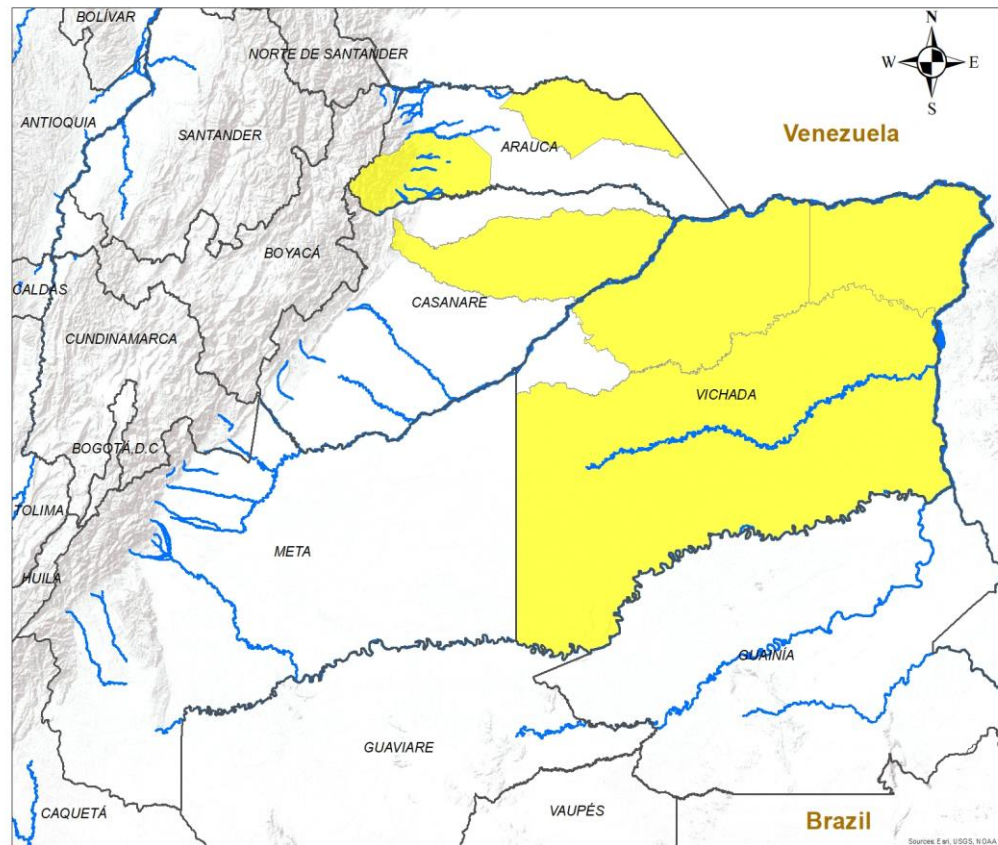 BOLÍVAR
N
NORTE DE SANTANDER
W
E
S
ANTIOQUIA
SANTANDER
Venezuela
ARAUCA
BOYACÁ
CALDAS
CASANARE
CUNDINAMARCA
VICHADA
BOGOTÁ D.C
TOLIMA
META
HUILA
GUAINÍA
GUAVIARE
CAQUETÁ
VAUPÉS
Brazil
Sources: Esri, USGS, NOAA